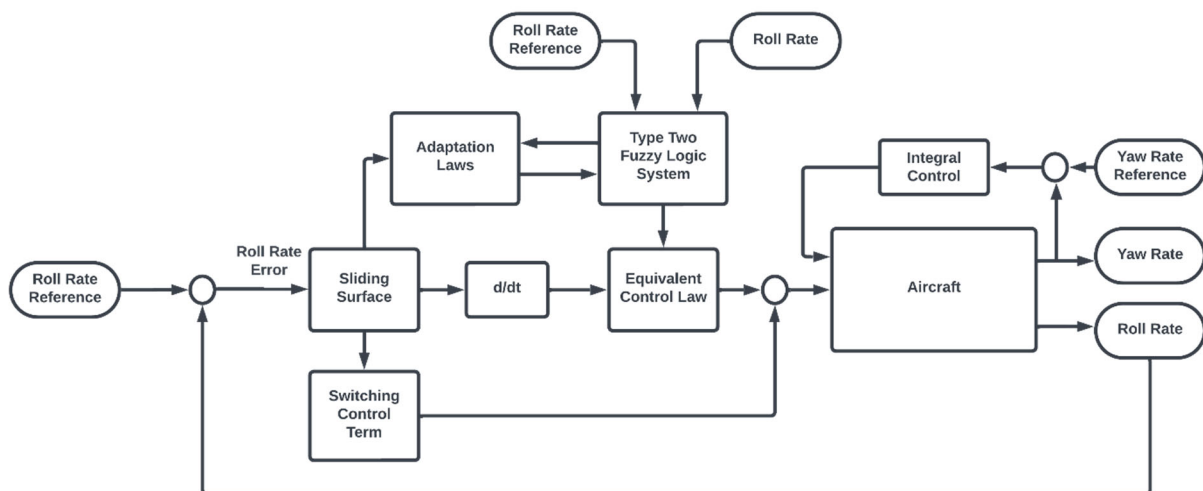 Roll Rate
Reference
Roll Rate
Adaptation
Laws
Type Two
Fuzzy Logic
System
Integral
Control
Yaw Rate
Reference
Roll Rate
Error
Roll Rate
Reference
Sliding
Surface
d/dt
Equivalent
Control Law
Aircraft
Yaw Rate
Roll Rate
Switching
Control
Term